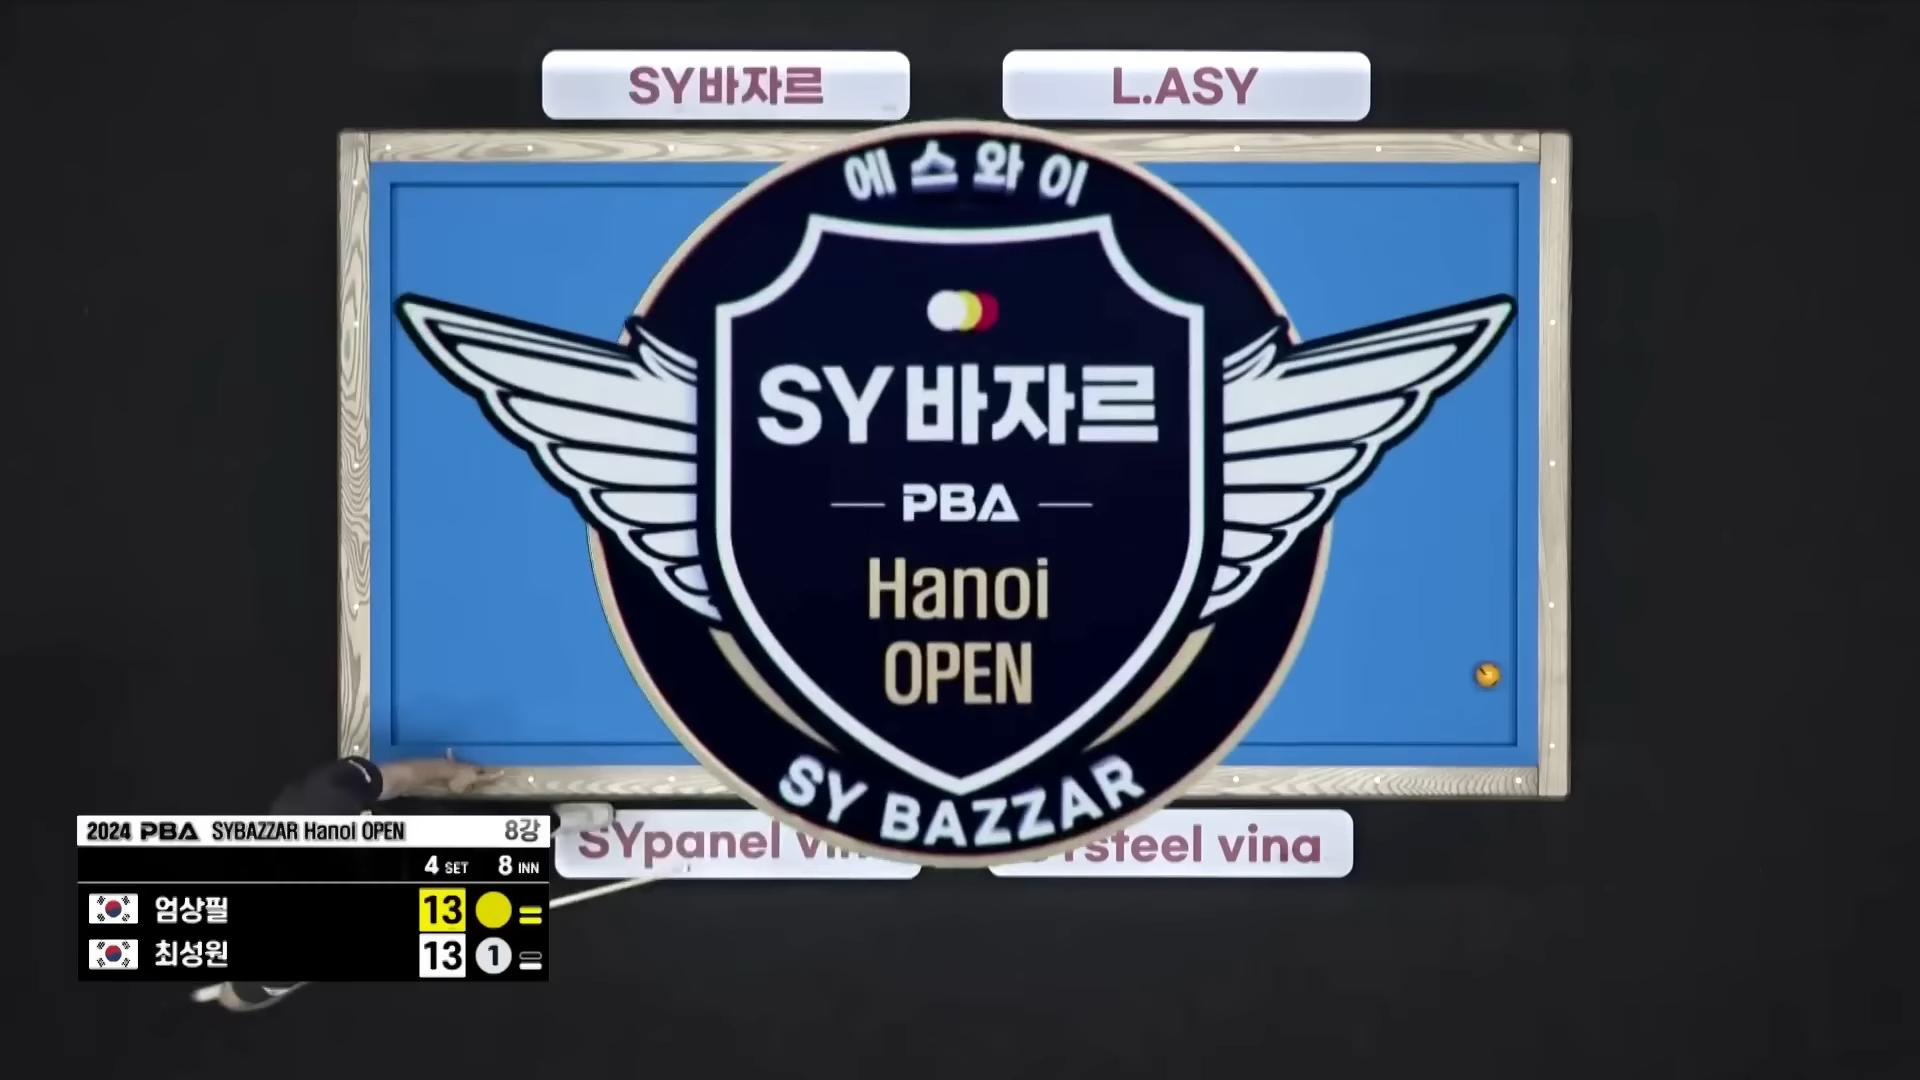 SY바자르
L.ASY
에스와이
SY바자르
PBA
Hanoi
OPEN
SY BAZZAR
SYpanel
steel vina
2024 PBA SYBAZZAR Hanoi OPEN 8강
4 SET 8 INN
엄상필 13
최성원 13 1